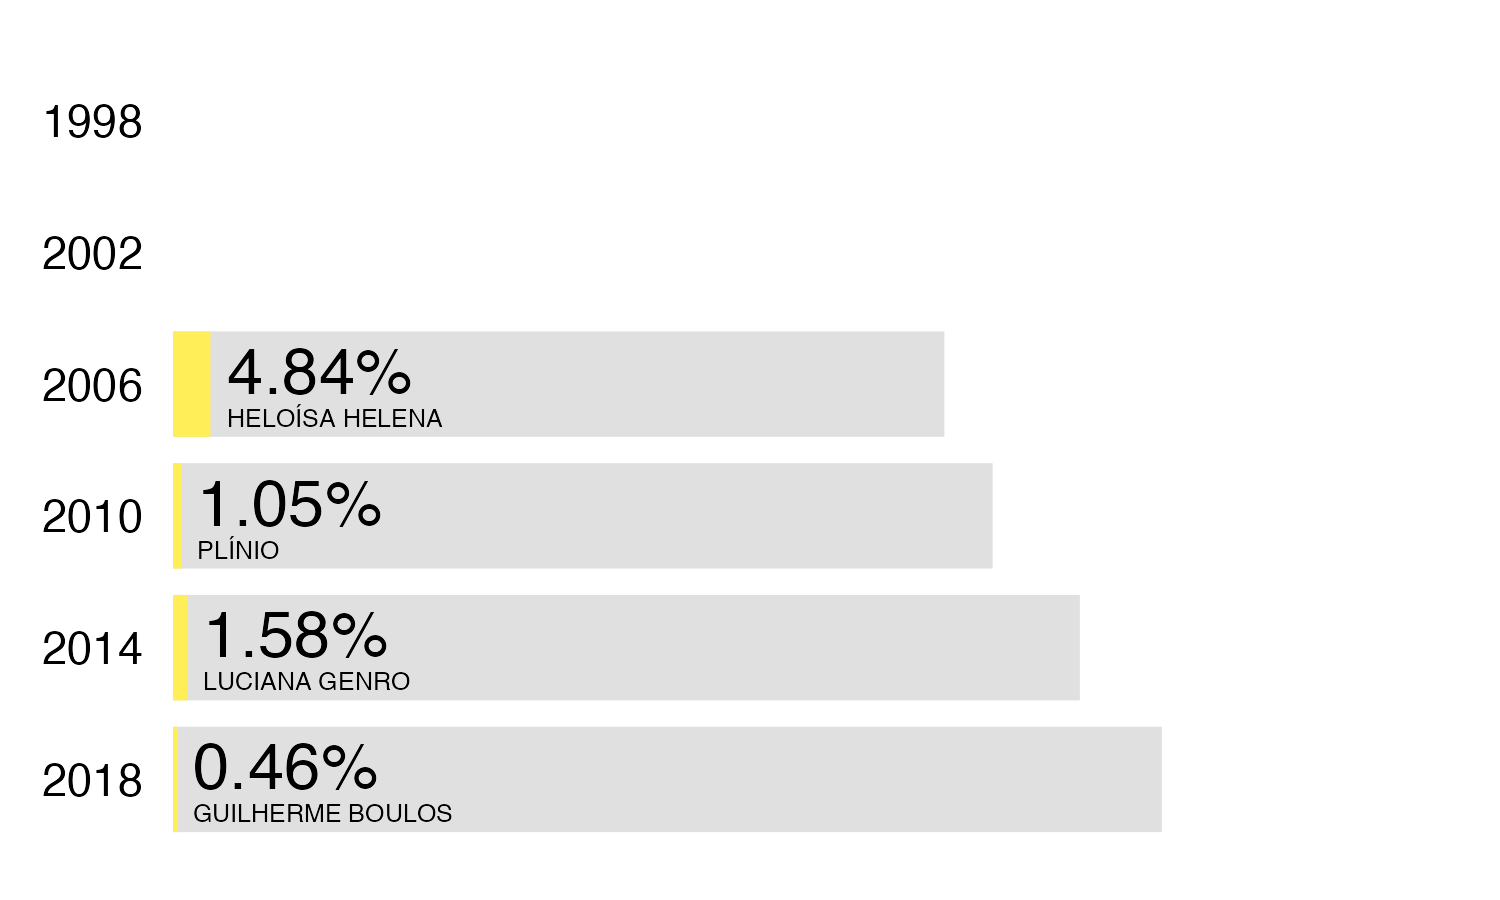 1998
2002
2006
4.84%
HELOÍSA HELENA
2010
1.05%
PLÍNIO
2014
1.58%
LUCIANA GENRO
2018
0.46%
GUILHERME BOULOS